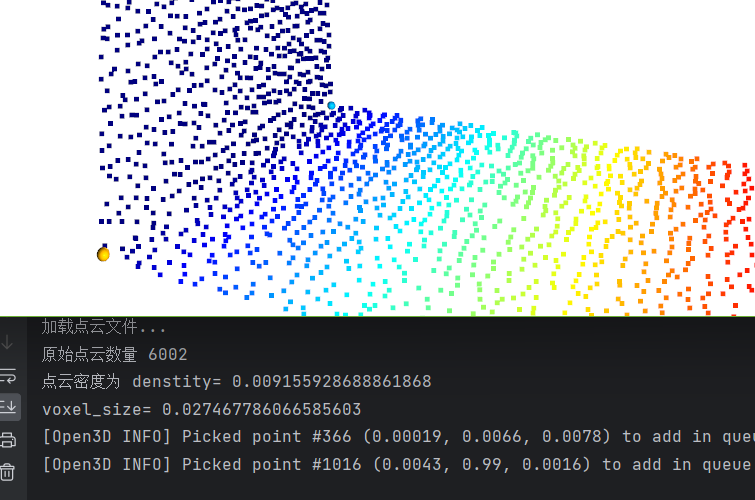 加载点云文件...
原始点云数量 6002
点云密度为 denstity= 0.009155928688861868
voxel_size= 0.027467786066585603
[Open3D INFO] Picked point #366 (0.00019, 0.0066, 0.0078) to add in que
[Open3D INFO] Picked point #1016 (0.0043, 0.99, 0.0016) to add in queue